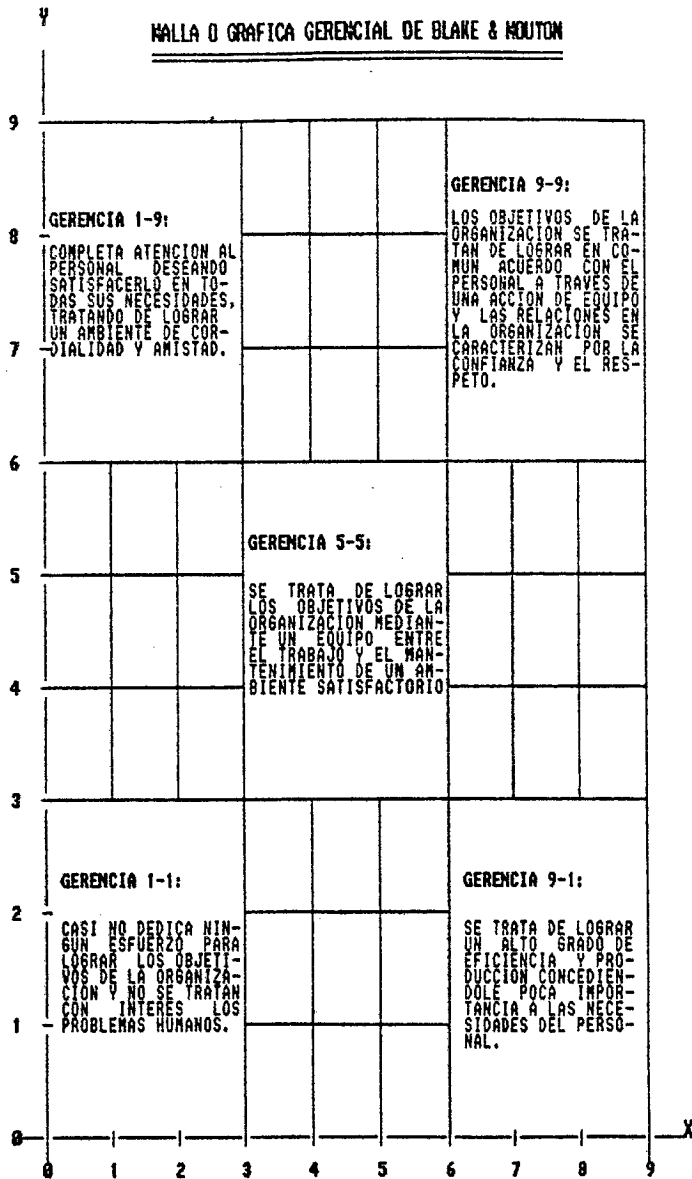 Y
MALLA O GRAFICA GERENCIAL DE BLAKE & MOUTON
9
GERENCIA 1-9:
COMPLETA ATENCION AL
PERSONAL DESEANDO
SATISFACERLO EN TO-
DAS SUS NECESIDADES,
TRATANDO DE LOGRAR
UN AMBIENTE DE COR-
DIALIDAD Y AMISTAD.
GERENCIA 9-9:
LOS OBJETIVOS DE LA
ORGANIZACION SE TRA-
TAN DE LOGRAR EN CO-
MUN ACUERDO CON EL
PERSONAL A TRAVES DE
UNA ACCION DE EQUIPO
Y LAS RELACIONES EN
LA ORGANIZACION SE
CARACTERIZAN POR LA
CONFIANZA Y EL RES-
PETO.
8
7
6
GERENCIA 5-5:
SE TRATA DE LOGRAR
LOS OBJETIVOS DE LA
ORGANIZACION MEDIAN-
TE UN EQUIPO ENTRE
EL TRABAJO Y EL MAN-
TENIMIENTO DE UN AM-
BIENTE SATISFACTORIO
5
4
3
GERENCIA 1-1:
CASI NO DEDICA NIN-
GUN ESFUERZO PARA
LOGRAR LOS OBJETI-
VOS DE LA ORGANIZA-
CION Y NO SE TRATAN
CON INTERES LOS
PROBLEMAS HUMANOS.
GERENCIA 9-1:
SE TRATA DE LOGRAR
UN ALTO GRADO DE
EFICIENCIA Y PRO-
DUCCION CONCEDIEN-
DOLE POCA IMPOR-
TANCIA A LAS NECE-
SIDADES DEL PERSO-
NAL.
2
1
0
X
0 1 2 3 4 5 6 7 8 9